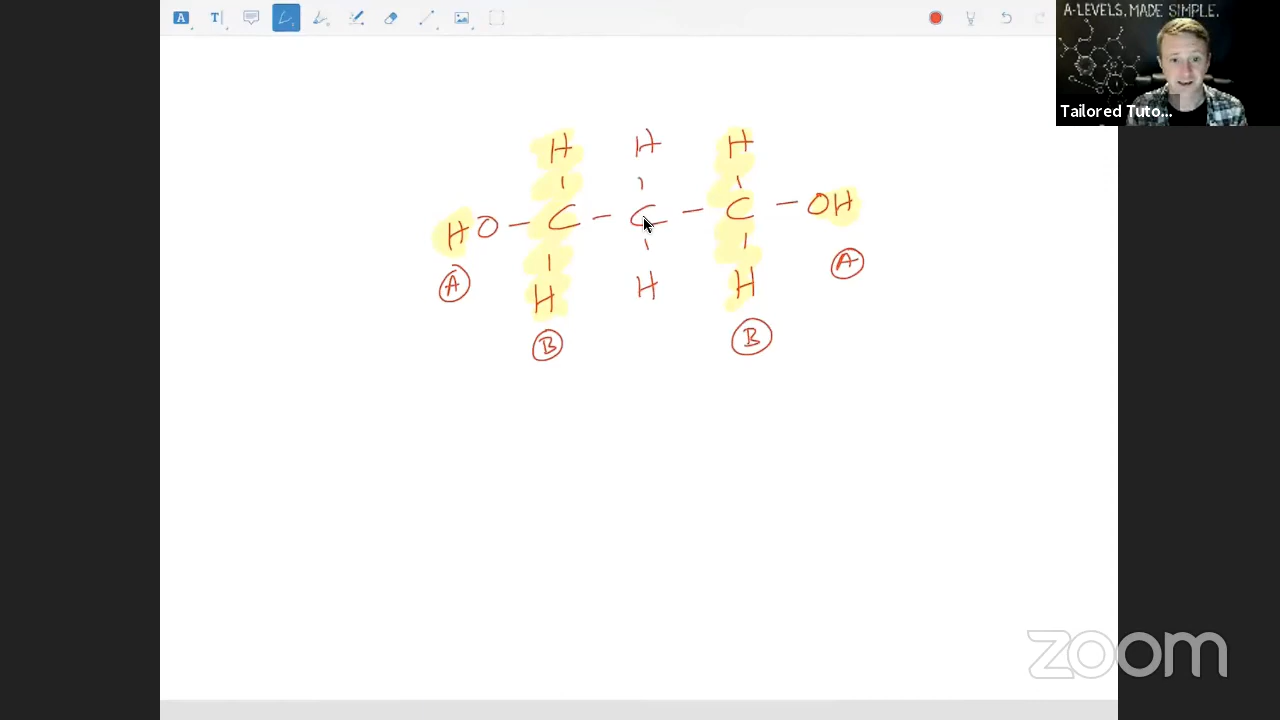 A T
A-LEVELS. MADE SIMPLE.
Tailored Tuto...
H H H
HO - C - C - C - OH
H H H
A A
B B
zoom